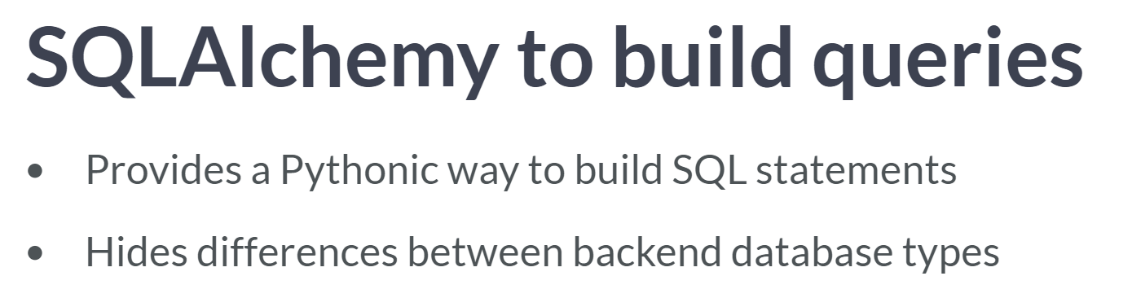 SQLAlchemy to build queries
• Provides a Pythonic way to build SQL statements
• Hides differences between backend database types